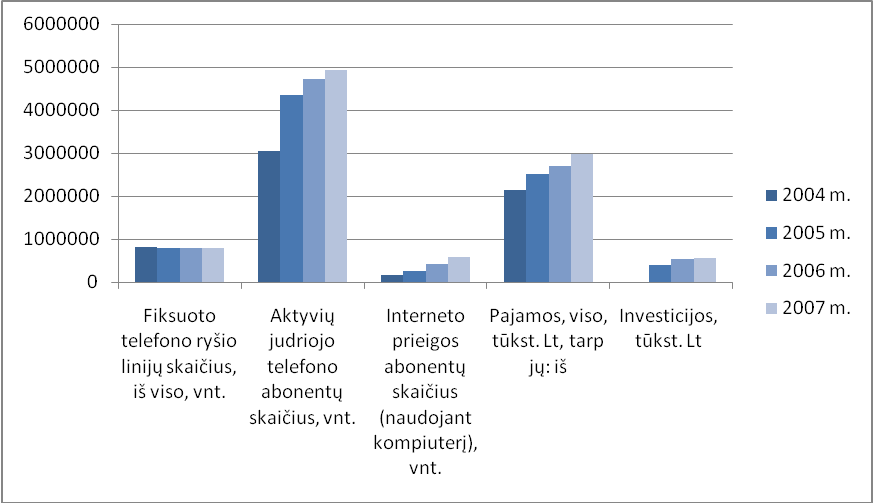 6000000
5000000
4000000
3000000
2000000
1000000
0
Fiksuoto
telefono ryšio
linijų skaičius,
iš viso, vnt.
Aktyvių
judriojo
telefono
abonentų
skaičius, vnt.
Interneto
prieigos
abonentų
skaičius
(naudojant
kompiuterį),
vnt.
Pajamos, viso,
tūkst. Lt, tarp
jų: iš
Investicijos,
tūkst. Lt
2004 m.
2005 m.
2006 m.
2007 m.